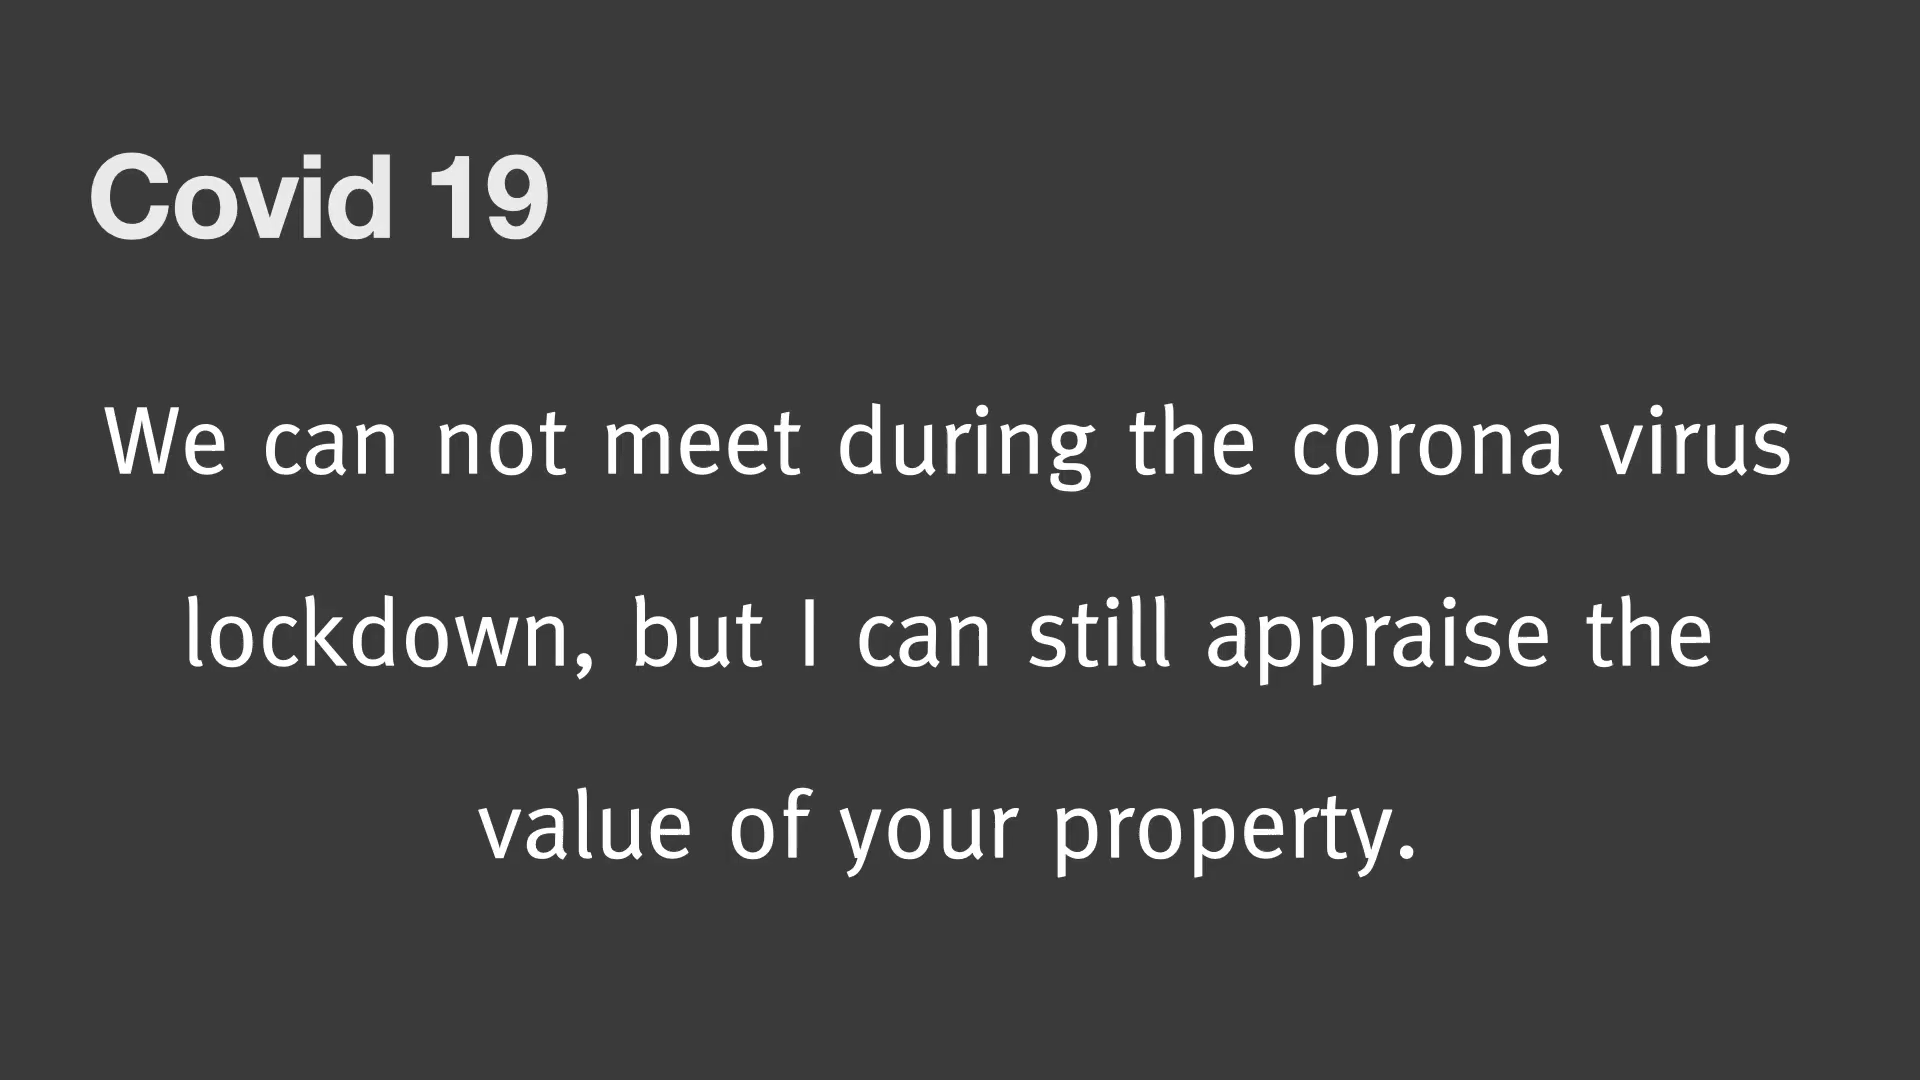 Covid 19
We can not meet during the corona virus
lockdown, but I can still appraise the
value of your property.